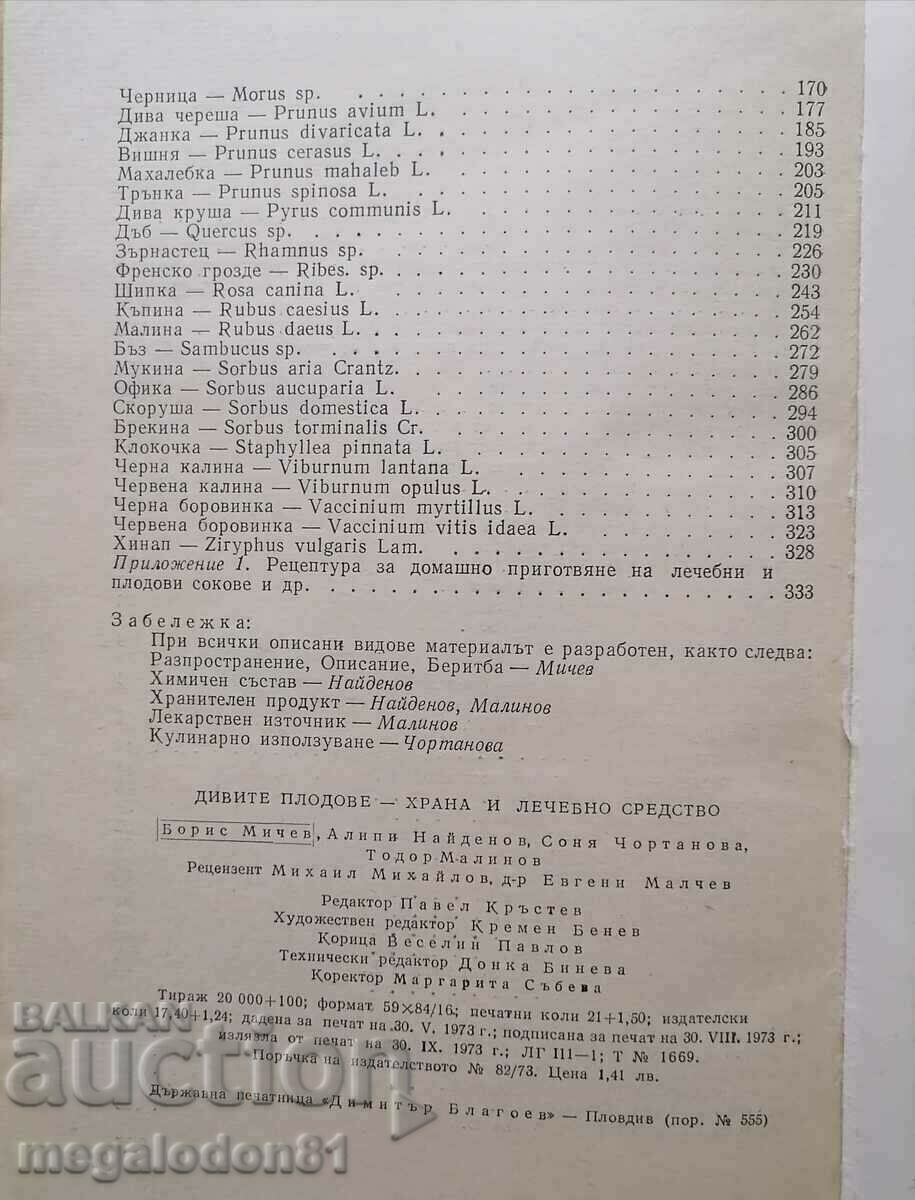 Черница — Morus sp. . . . . . . . . . . . . . . . . . . 170
Дива череша — Prunus avium L. . . . . . . . . . . . . . . . 177
Джанка — Prunus divaricata L. . . . . . . . . . . . . . . . 185
Вишня — Prunus cerasus L. . . . . . . . . . . . . . . . . . 193
Махалебка — Prunus mahaleb L. . . . . . . . . . . . . . . . 203
Трънка — Prunus spinosa L. . . . . . . . . . . . . . . . . 205
Дива круша — Pyrus communis L. . . . . . . . . . . . . . . 211
Дъб — Quercus sp. . . . . . . . . . . . . . . . . . . . . 219
Зърнастец — Rhamnus sp. . . . . . . . . . . . . . . . . . 226
Френско грозде — Ribes. sp. . . . . . . . . . . . . . . . . 230
Шипка — Rosa canina L. . . . . . . . . . . . . . . . . . 243
Къпина — Rubus caesius L. . . . . . . . . . . . . . . . . 254
Малина — Rubus daeus L. . . . . . . . . . . . . . . . . . 262
Бъз — Sambucus sp. . . . . . . . . . . . . . . . . . . . 272
Мукина — Sorbus aria Crantz. . . . . . . . . . . . . . . . 279
Офика — Sorbus aucuparia L. . . . . . . . . . . . . . . . 286
Скоруша — Sorbus domestica L. . . . . . . . . . . . . . . 294
Брекина — Sorbus torminalis Cr. . . . . . . . . . . . . . . 300
Клокочка — Staphyllea pinnata L. . . . . . . . . . . . . . 305
Черна калина — Viburnum lantana L. . . . . . . . . . . . . 307
Червена калина — Viburnum opulus L. . . . . . . . . . . . . 310
Черна боровинка — Vaccinium myrtillus L. . . . . . . . . . . 313
Червена боровинка — Vaccinium vitis idaea L. . . . . . . . . 323
Хинап — Ziryphus vulgaris Lam. . . . . . . . . . . . . . . 328
Приложение 1. Рецептура за домашно приготвяне на лечебни и
плодови сокове и др. . . . . . . . . . . . . . . . . . . . 333
Забележка:
При всички описани видове материалът е разработен, както следва:
Разпространение, Описание, Беритба — Мичев
Химичен състав — Найденов
Хранителен продукт — Найденов, Малинов
Лекарствен източник — Малинов
Кулинарно използуване — Чортанова
ДИВИТЕ ПЛОДОВЕ — ХРАНА И ЛЕЧЕБНО СРЕДСТВО
Борис Мичев, Алипи Найденов, Соня Чортанова,
Тодор Малинов
Рецензент Михаил Михайлов, д-р Евгени Малчев
Редактор Павел Кръстев
Художествен редактор Кремен Бенев
Корица Веселин Павлов
Технически редактор Донка Бинева
Коректор Маргарита Събева
Тираж 20 000+100; формат 59×84/16; печатни коли 21+1,50; издателски
коли 17,40+1,24; дадена за печат на 30. V. 1973 г.; подписана за печат на 30. VIII. 1973 г.;
излязла от печат на 30. IX. 1973 г.; ЛГ III—1; Т № 1669.
Поръчка на издателството № 82/73. Цена 1,41 лв.
Държавна печатница «Димитър Благоев» — Пловдив (пор. № 555)
BALKAN
auction
megalodon81